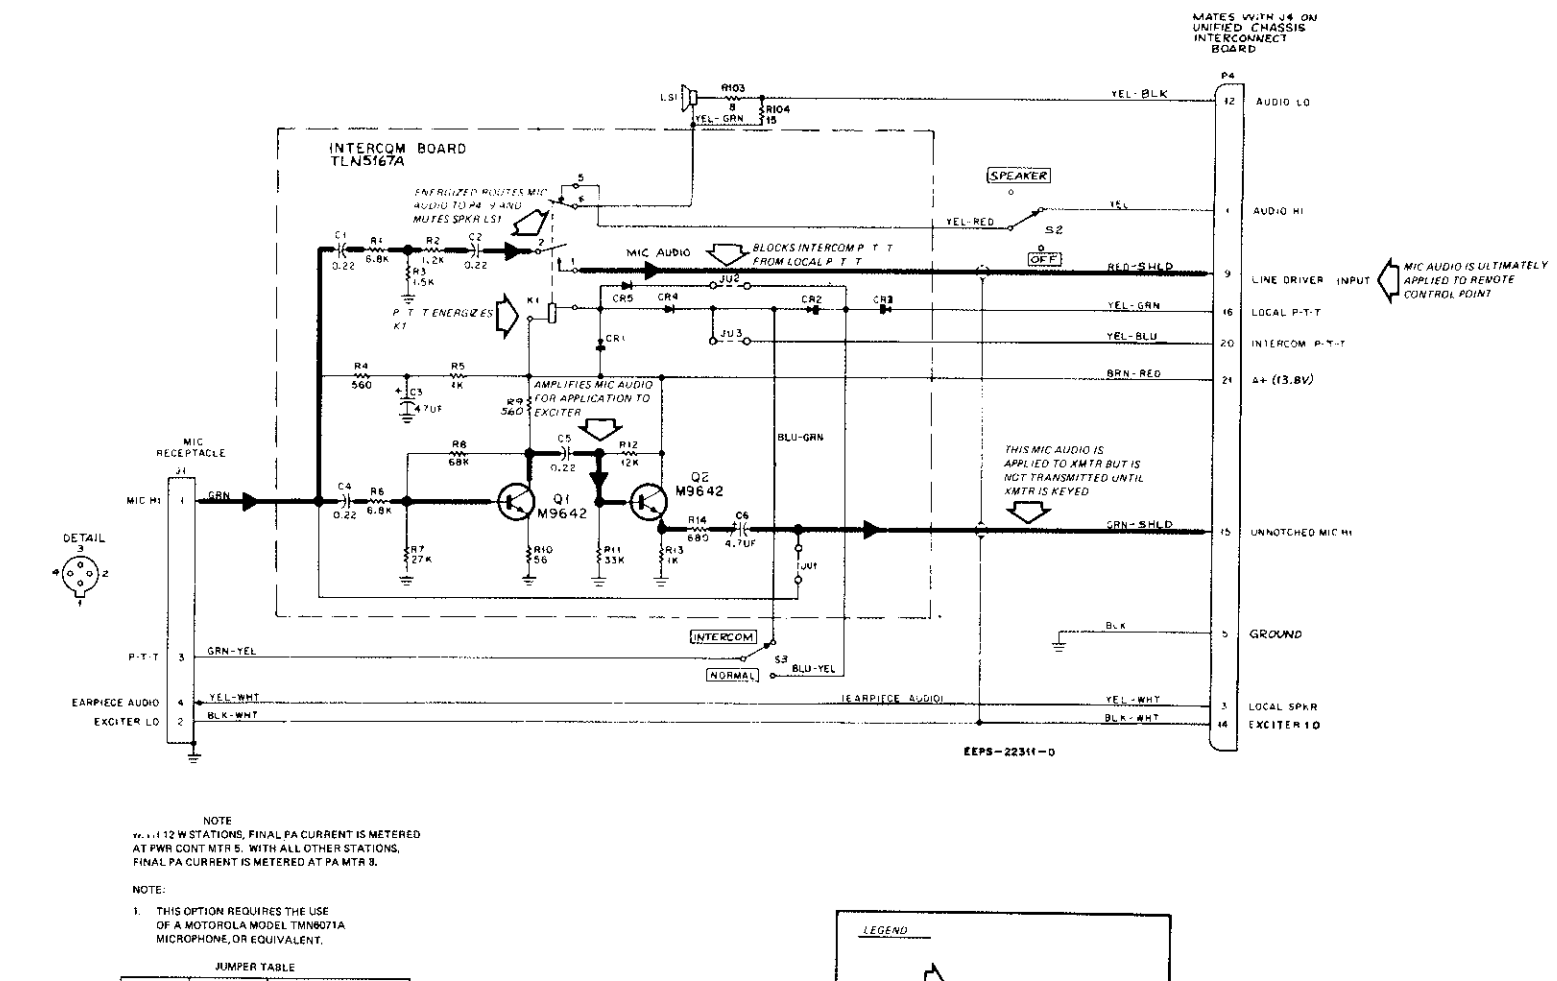 MATES WITH J4 ON
UNIFIED CHASSIS
INTERCONNECT
BOARD
P4
LS1
R103
8
R104
15
YEL-GRN
YEL-BLK
12
AUDIO LO
INTERCOM BOARD
TLN5167A
ENERGIZED ROUTES MIC
AUDIO TO P4-9 AND
MUTES SPKR LS1
5
6
SPEAKER
YEL-RED
YEL
S2
OFF
1
AUDIO HI
C1
0.22
R1
6.8K
R2
1.2K
C2
0.22
R3
1.5K
2
1
MIC AUDIO
BLOCKS INTERCOM P-T-T
FROM LOCAL P-T-T
RED-SHLD
9
LINE DRIVER INPUT
MIC AUDIO IS ULTIMATELY
APPLIED TO REMOTE
CONTROL POINT
P-T-T ENERGIZES
K1
K1
CR5
JU2
CR4
CR2
CR3
YEL-GRN
16
LOCAL P-T-T
CR1
JU3
YEL-BLU
20
INTERCOM P-T-T
R4
560
R5
1K
+
C3
47UF
BRN-RED
21
A+ (13.8V)
R9
560
AMPLIFIES MIC AUDIO
FOR APPLICATION TO
EXCITER
BLU-GRN
MIC
RECEPTACLE
J1
R8
68K
C5
0.22
R12
12K
THIS MIC AUDIO IS
APPLIED TO XMTR BUT IS
NOT TRANSMITTED UNTIL
XMTR IS KEYED
MIC HI
1
GRN
C4
0.22
R6
6.8K
Q1
M9642
Q2
M9642
R14
680
C6
4.7UF
GRN-SHLD
15
UNNOTCHED MIC HI
R7
27K
R10
56
R11
33K
R13
1K
JU1
DETAIL
3
4
2
1
BLK
5
GROUND
P-T-T
3
GRN-YEL
INTERCOM
S3
NORMAL
BLU-YEL
EARPIECE AUDIO
4
YEL-WHT
(EARPIECE AUDIO)
YEL-WHT
3
LOCAL SPKR
EXCITER LO
2
BLK-WHT
BLK-WHT
14
EXCITER LO
EEPS-22311-O
NOTE
12 W STATIONS, FINAL PA CURRENT IS METERED
AT PWR CONT MTR 5. WITH ALL OTHER STATIONS,
FINAL PA CURRENT IS METERED AT PA MTR 8.
NOTE:
1. THIS OPTION REQUIRES THE USE
OF A MOTOROLA MODEL TMN6071A
MICROPHONE, OR EQUIVALENT.
JUMPER TABLE
LEGEND